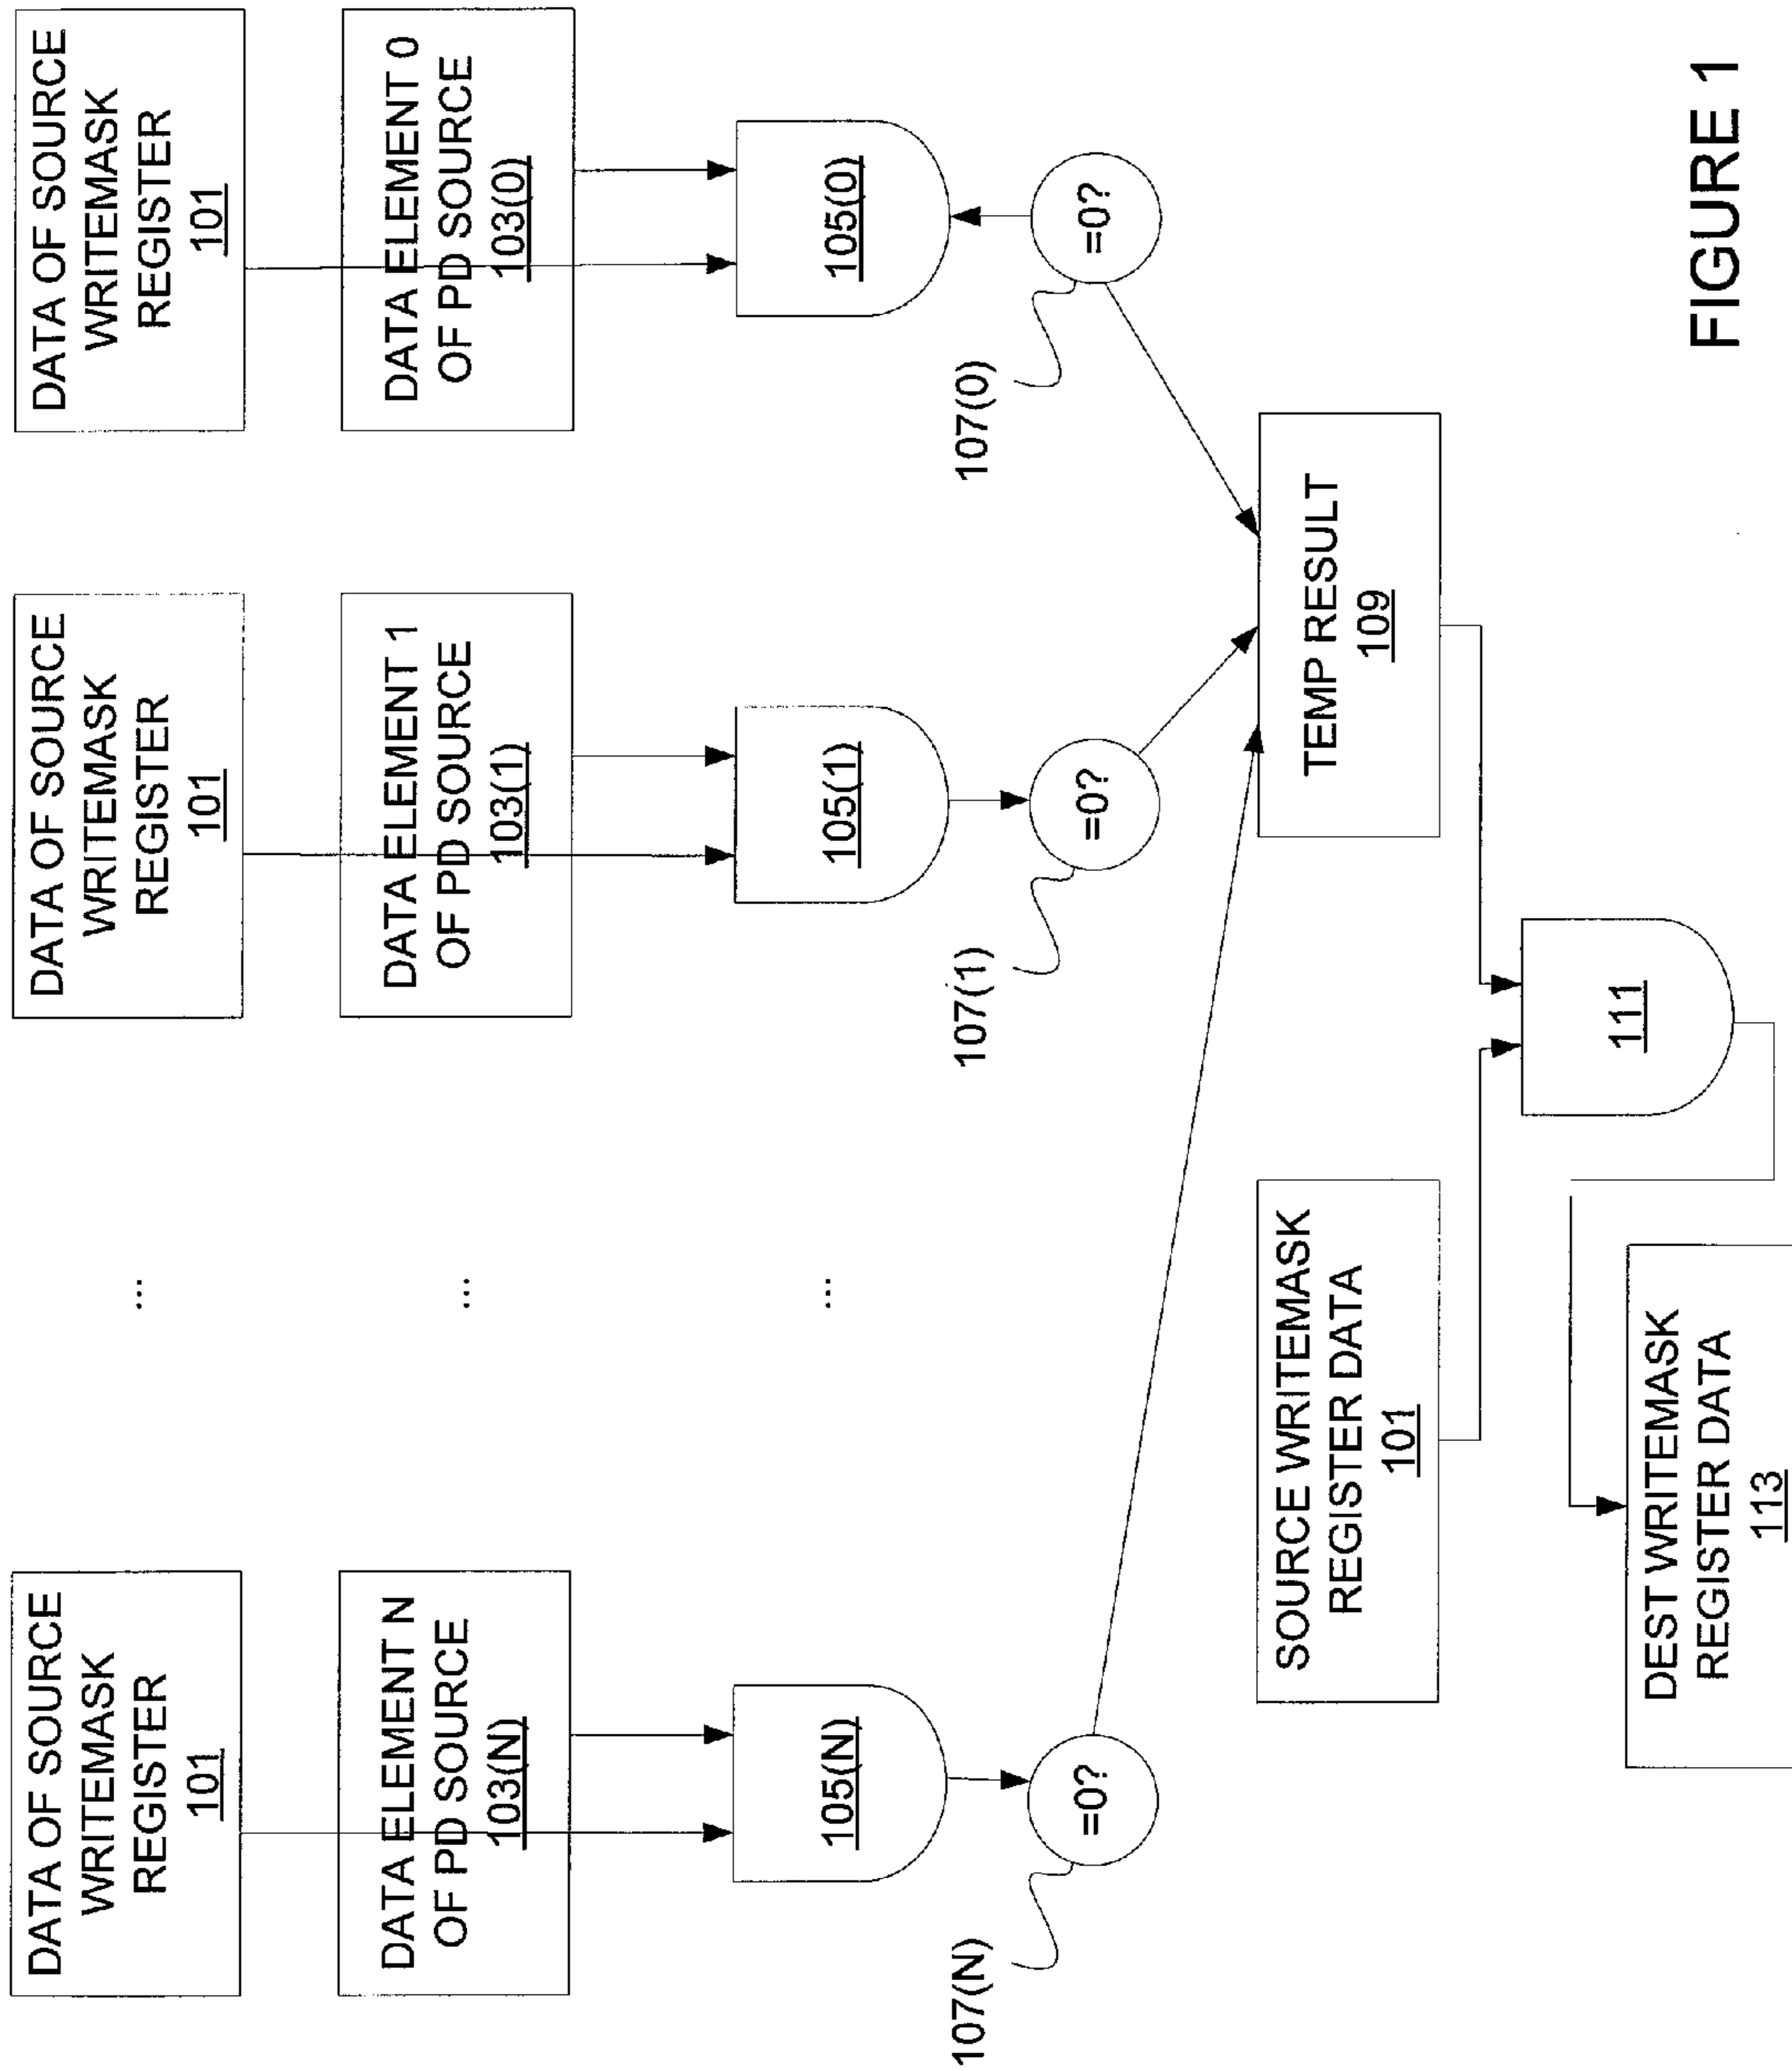 DATA OF SOURCE
WRITEMASK
REGISTER
101
...
DATA OF SOURCE
WRITEMASK
REGISTER
101
DATA OF SOURCE
WRITEMASK
REGISTER
101
DATA ELEMENT N
OF PD SOURCE
103(N)
...
DATA ELEMENT 1
OF PD SOURCE
103(1)
DATA ELEMENT 0
OF PD SOURCE
103(0)
105(N)
...
105(1)
105(0)
107(N)
=0?
107(1)
=0?
107(0)
=0?
SOURCE WRITEMASK
REGISTER DATA
101
TEMP RESULT
109
111
DEST WRITEMASK
REGISTER DATA
113
FIGURE 1